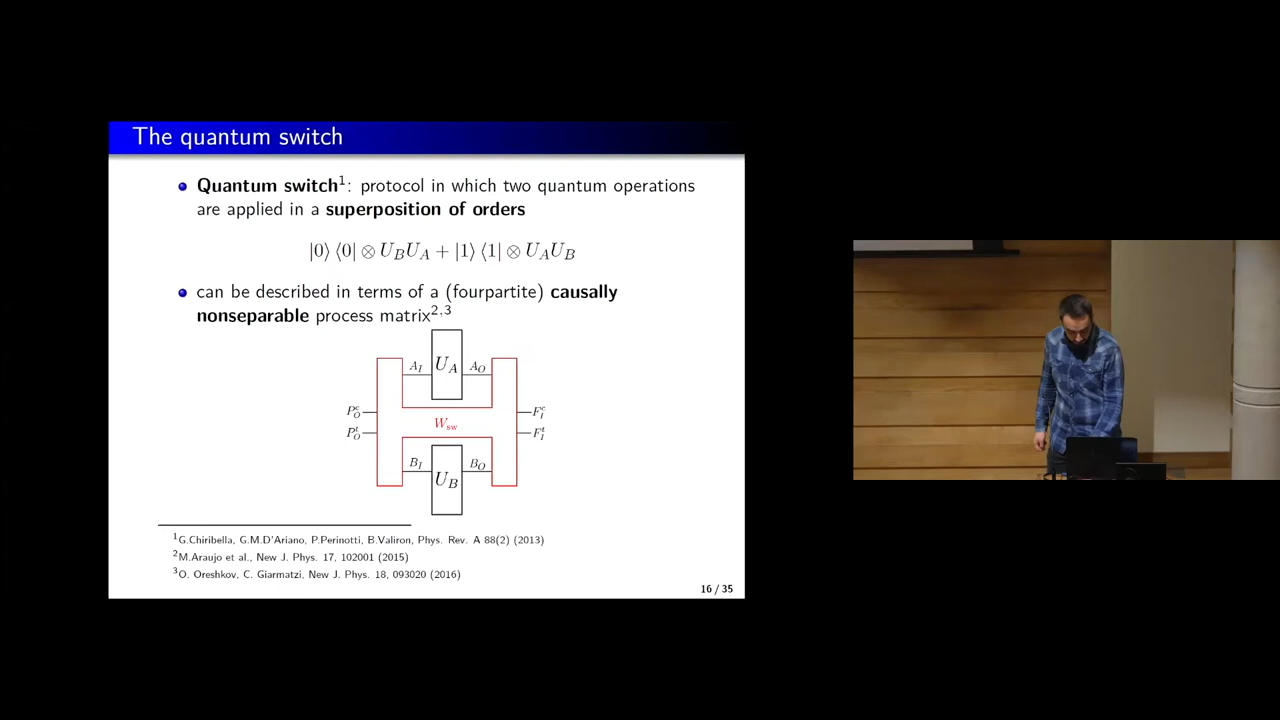 The quantum switch
Quantum switch¹: protocol in which two quantum operations
are applied in a superposition of orders
|0⟩ ⟨0| ⊗ U_B U_A + |1⟩ ⟨1| ⊗ U_A U_B
can be described in terms of a (fourpartite) causally
nonseparable process matrix²,³
U_A
A_I
A_O
P_O^c
F_I^c
W_sw
P_O^t
F_I^t
B_I
B_O
U_B
¹G.Chiribella, G.M.D'Ariano, P.Perinotti, B.Valiron, Phys. Rev. A 88(2) (2013)
²M.Araujo et al., New J. Phys. 17, 102001 (2015)
³O. Oreshkov, C. Giarmatzi, New J. Phys. 18, 093020 (2016)
16 / 35